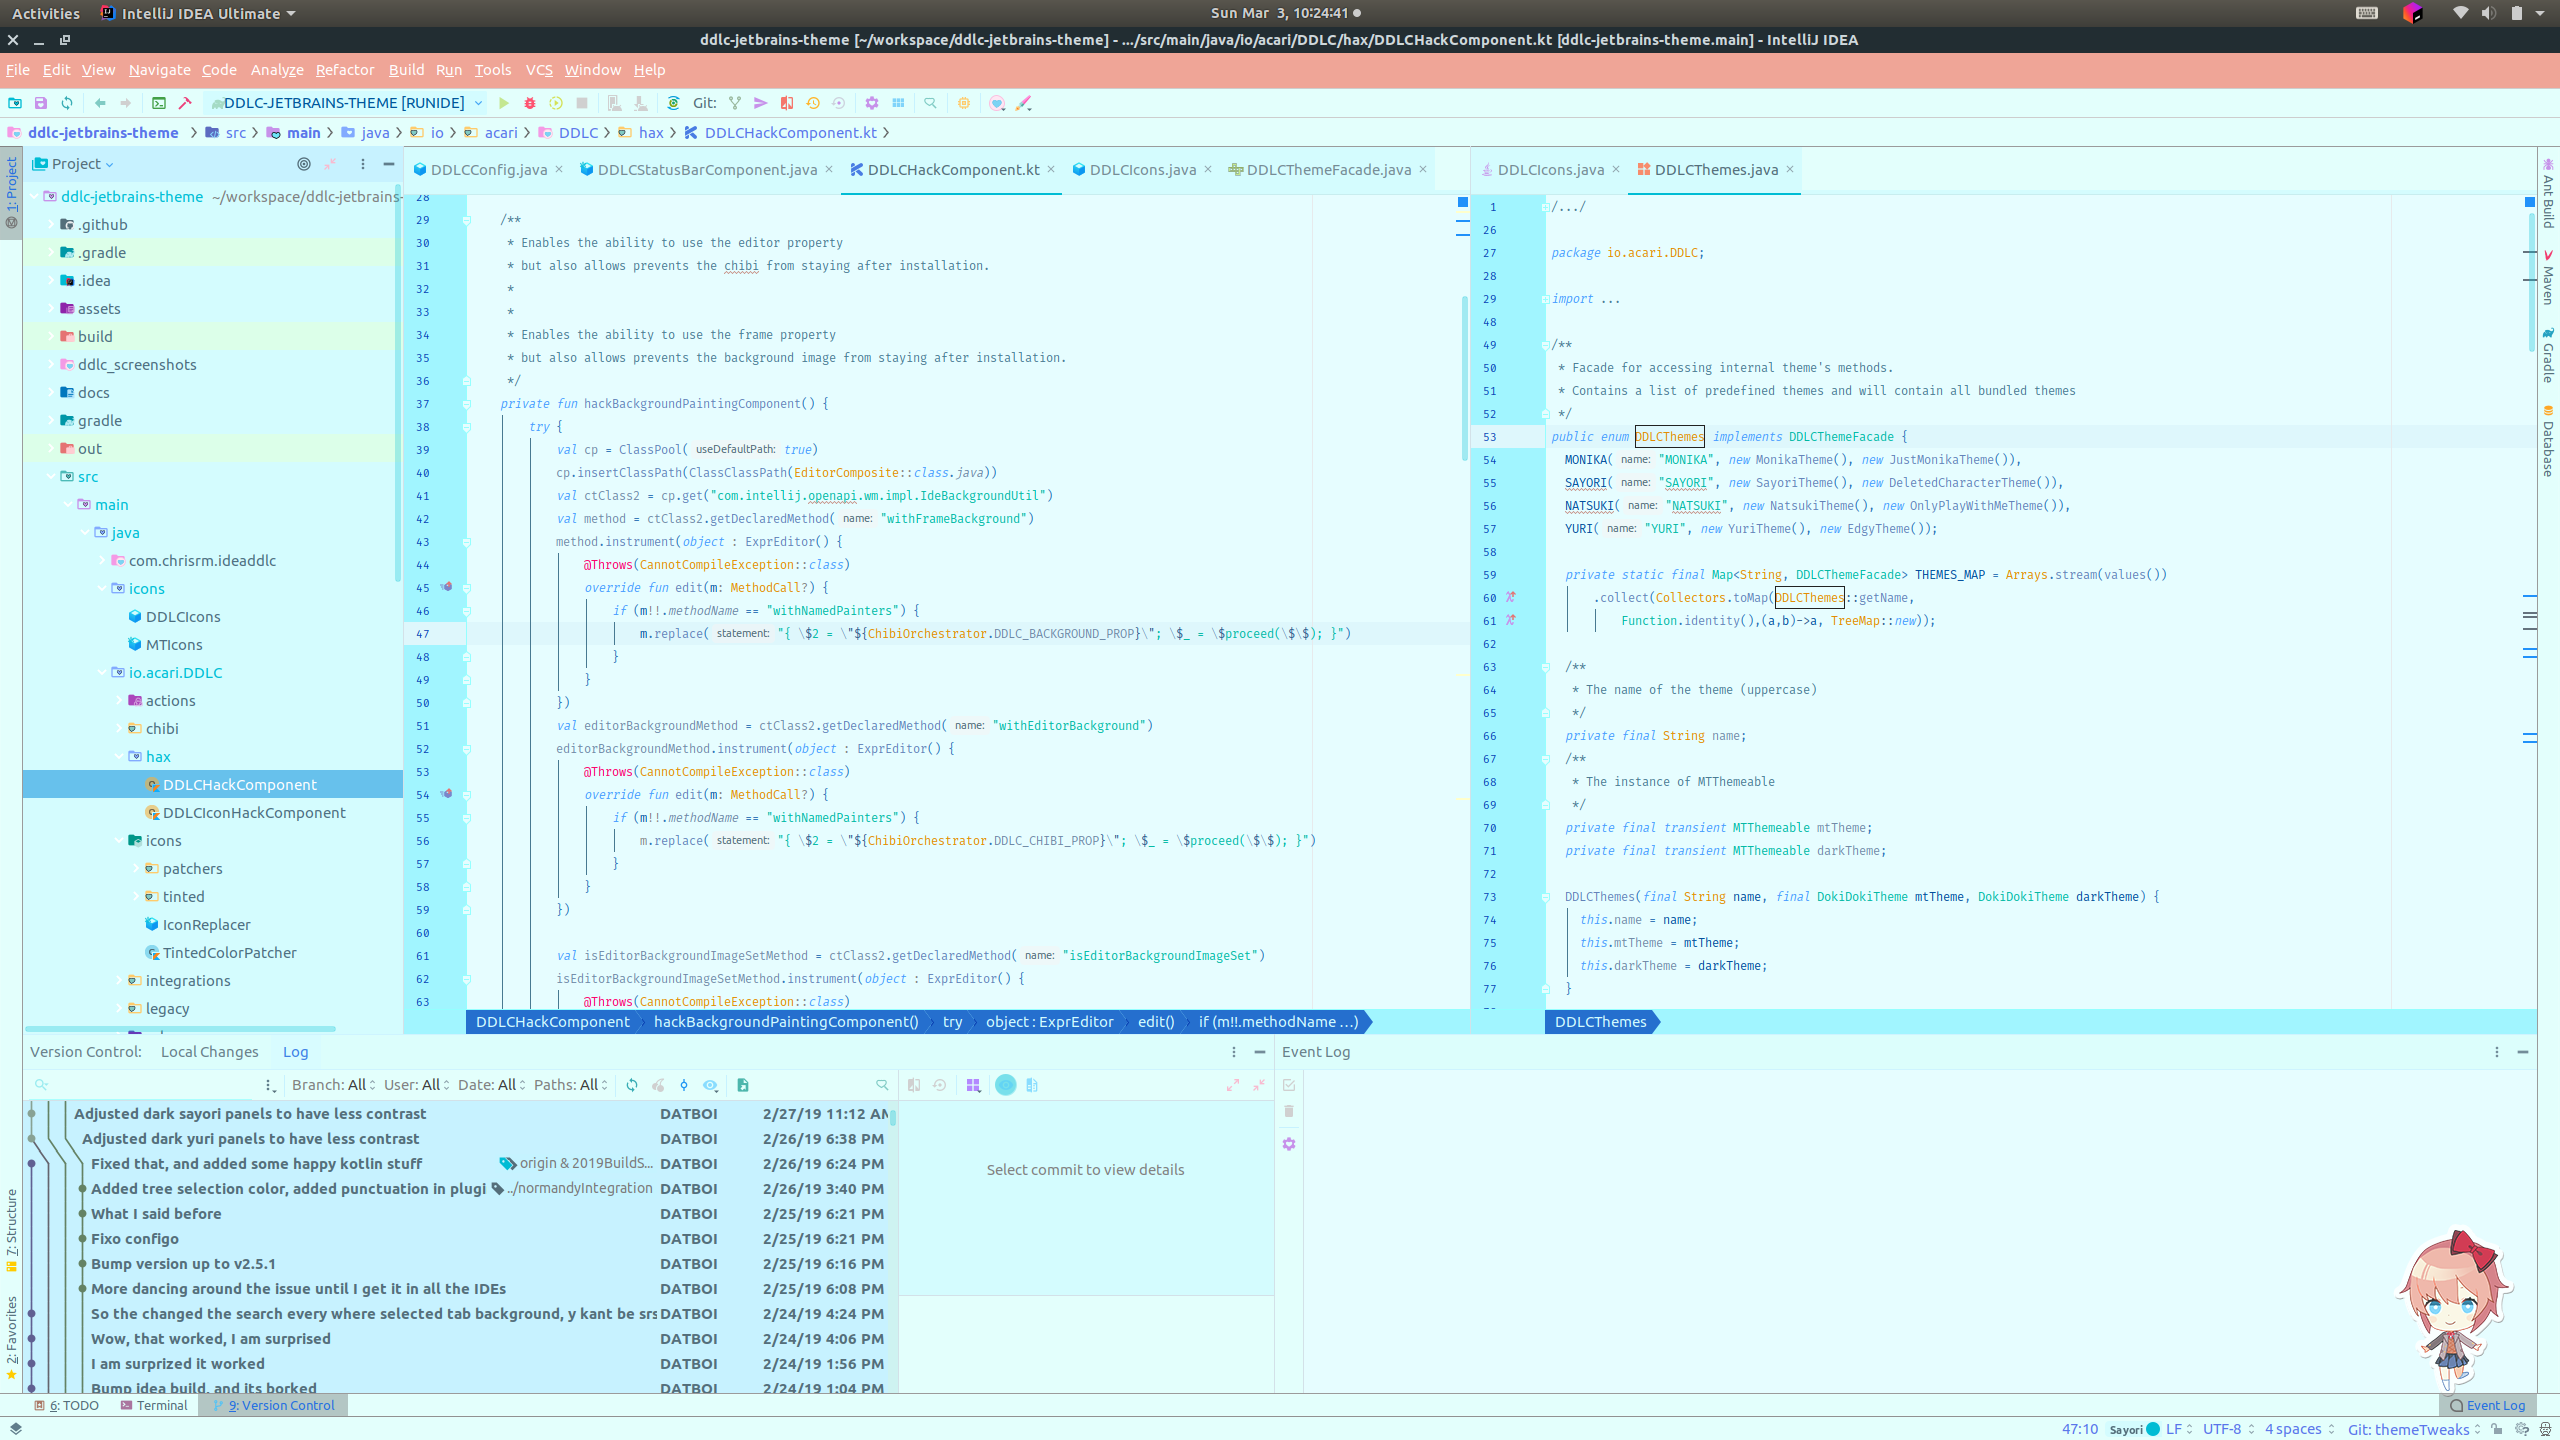 Activities IntelliJ IDEA Ultimate Sun Mar 3, 10:24:41
ddlc-jetbrains-theme [~/workspace/ddlc-jetbrains-theme] - .../src/main/java/io/acari/DDLC/hax/DDLCHackComponent.kt [ddlc-jetbrains-theme.main] - IntelliJ IDEA
File Edit View Navigate Code Analyze Refactor Build Run Tools VCS Window Help
DDLC-JETBRAINS-THEME [RUNIDE] Git:
ddlc-jetbrains-theme src main java io acari DDLC hax DDLCHackComponent.kt
1: Project
7: Structure
2: Favorites
Project
ddlc-jetbrains-theme ~/workspace/ddlc-jetbrains-
.github
.gradle
.idea
assets
build
ddlc_screenshots
docs
gradle
out
src
main
java
com.chrisrm.ideaddlc
icons
DDLCIcons
MTIcons
io.acari.DDLC
actions
chibi
hax
DDLCHackComponent
DDLCIconHackComponent
icons
patchers
tinted
IconReplacer
TintedColorPatcher
integrations
legacy
DDLCConfig.java DDLCStatusBarComponent.java DDLCHackComponent.kt DDLCIcons.java DDLCThemeFacade.java
28
29 /**
30 * Enables the ability to use the editor property
31 * but also allows prevents the chibi from staying after installation.
32 *
33 *
34 * Enables the ability to use the frame property
35 * but also allows prevents the background image from staying after installation.
36 */
37 private fun hackBackgroundPaintingComponent() {
38 try {
39 val cp = ClassPool( useDefaultPath: true)
40 cp.insertClassPath(ClassClassPath(EditorComposite::class.java))
41 val ctClass2 = cp.get("com.intellij.openapi.wm.impl.IdeBackgroundUtil")
42 val method = ctClass2.getDeclaredMethod( name: "withFrameBackground")
43 method.instrument(object : ExprEditor() {
44 @Throws(CannotCompileException::class)
45 override fun edit(m: MethodCall?) {
46 if (m!!.methodName == "withNamedPainters") {
47 m.replace( statement: "{ \$2 = \"${ChibiOrchestrator.DDLC_BACKGROUND_PROP}\"; \$_ = \$proceed(\$\$); }")
48 }
49 }
50 })
51 val editorBackgroundMethod = ctClass2.getDeclaredMethod( name: "withEditorBackground")
52 editorBackgroundMethod.instrument(object : ExprEditor() {
53 @Throws(CannotCompileException::class)
54 override fun edit(m: MethodCall?) {
55 if (m!!.methodName == "withNamedPainters") {
56 m.replace( statement: "{ \$2 = \"${ChibiOrchestrator.DDLC_CHIBI_PROP}\"; \$_ = \$proceed(\$\$); }")
57 }
58 }
59 })
60
61 val isEditorBackgroundImageSetMethod = ctClass2.getDeclaredMethod( name: "isEditorBackgroundImageSet")
62 isEditorBackgroundImageSetMethod.instrument(object : ExprEditor() {
63 @Throws(CannotCompileException::class)
DDLCHackComponent hackBackgroundPaintingComponent() try object : ExprEditor edit() if (m!!.methodName ...)
DDLCIcons.java DDLCThemes.java
1 /.../
26
27 package io.acari.DDLC;
28
29 import ...
48
49 /**
50 * Facade for accessing internal theme's methods.
51 * Contains a list of predefined themes and will contain all bundled themes
52 */
53 public enum DDLCThemes implements DDLCThemeFacade {
54 MONIKA( name: "MONIKA", new MonikaTheme(), new JustMonikaTheme()),
55 SAYORI( name: "SAYORI", new SayoriTheme(), new DeletedCharacterTheme()),
56 NATSUKI( name: "NATSUKI", new NatsukiTheme(), new OnlyPlayWithMeTheme()),
57 YURI( name: "YURI", new YuriTheme(), new EdgyTheme());
58
59 private static final Map<String, DDLCThemeFacade> THEMES_MAP = Arrays.stream(values())
60 .collect(Collectors.toMap(DDLCThemes::getName,
61 Function.identity(),(a,b)->a, TreeMap::new));
62
63 /**
64 * The name of the theme (uppercase)
65 */
66 private final String name;
67 /**
68 * The instance of MTThemeable
69 */
70 private final transient MTThemeable mtTheme;
71 private final transient MTThemeable darkTheme;
72
73 DDLCThemes(final String name, final DokiDokiTheme mtTheme, DokiDokiTheme darkTheme) {
74 this.name = name;
75 this.mtTheme = mtTheme;
76 this.darkTheme = darkTheme;
77 }
DDLCThemes
Ant Build
Maven
Gradle
Database
Version Control: Local Changes Log
Branch: All User: All Date: All Paths: All
Adjusted dark sayori panels to have less contrast DATBOI 2/27/19 11:12 AM
Adjusted dark yuri panels to have less contrast DATBOI 2/26/19 6:38 PM
Fixed that, and added some happy kotlin stuff origin & 2019BuildS... DATBOI 2/26/19 6:24 PM
Added tree selection color, added punctuation in plugi ../normandyIntegration DATBOI 2/26/19 3:40 PM
What I said before DATBOI 2/25/19 6:21 PM
Fixo configo DATBOI 2/25/19 6:21 PM
Bump version up to v2.5.1 DATBOI 2/25/19 6:16 PM
More dancing around the issue until I get it in all the IDEs DATBOI 2/25/19 6:08 PM
So the changed the search every where selected tab background, y kant be srs DATBOI 2/24/19 4:24 PM
Wow, that worked, I am surprised DATBOI 2/24/19 4:06 PM
I am surprized it worked DATBOI 2/24/19 1:56 PM
Bump idea build, and its borked DATBOI 2/24/19 1:04 PM
Select commit to view details
Event Log
6: TODO Terminal 9: Version Control Event Log
47:10 Sayori LF UTF-8 4 spaces Git: themeTweaks